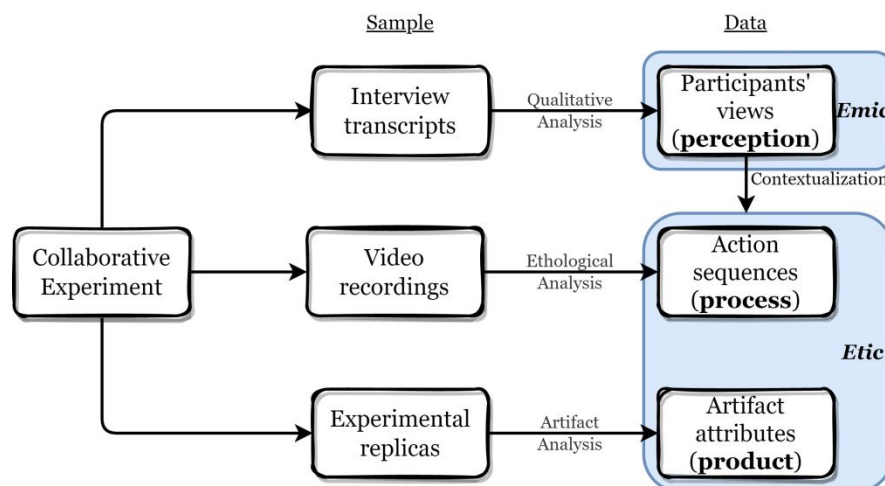 Sample
Data
Interview
transcripts
Qualitative
Analysis
Participants'
views
(perception)
Emic
Contextualization
Collaborative
Experiment
Video
recordings
Ethological
Analysis
Action
sequences
(process)
Etic
Experimental
replicas
Artifact
Analysis
Artifact
attributes
(product)